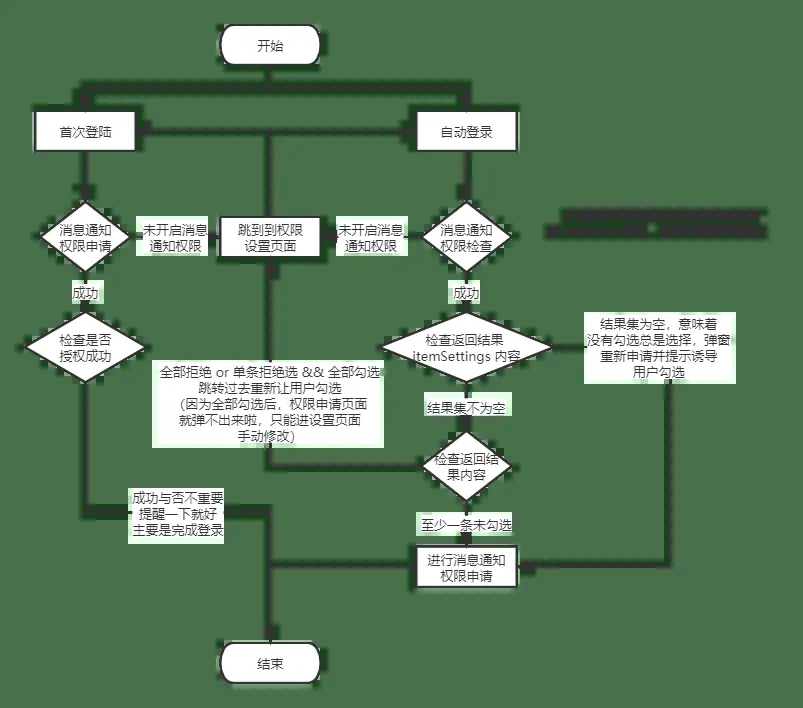 开始
首次登陆
自动登录
消息通知
权限申请
未开启消息
通知权限
跳到到权限
设置页面
未开启消息
通知权限
消息通知
权限检查
成功
成功
检查是否
授权成功
检查返回结果
itemSettings 内容
结果集为空，意味着
没有勾选总是选择，弹窗
重新申请并提示诱导
用户勾选
全部拒绝 or 单条拒绝选 && 全部勾选
跳转过去重新让用户勾选
（因为全部勾选后，权限申请页面
就弹不出来啦，只能进设置页面
手动修改）
结果集不为空
检查返回结
果内容
成功与否不重要
提醒一下就好
主要是完成登录
至少一条未勾选
进行消息通知
权限申请
结束